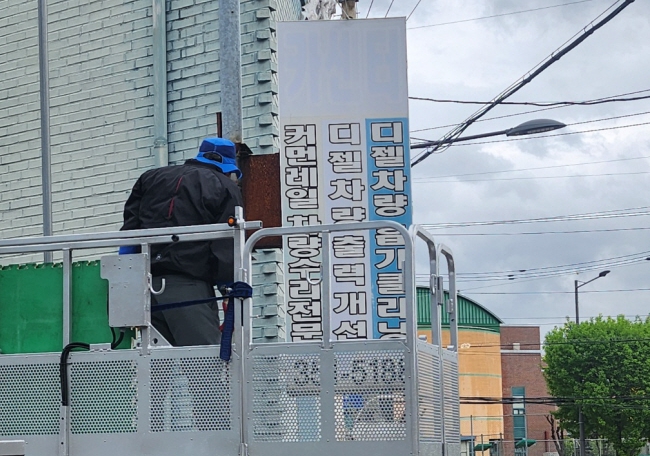 커먼레일 차량수리전문
디젤차량출력개선
디젤차량 흡기클리닝